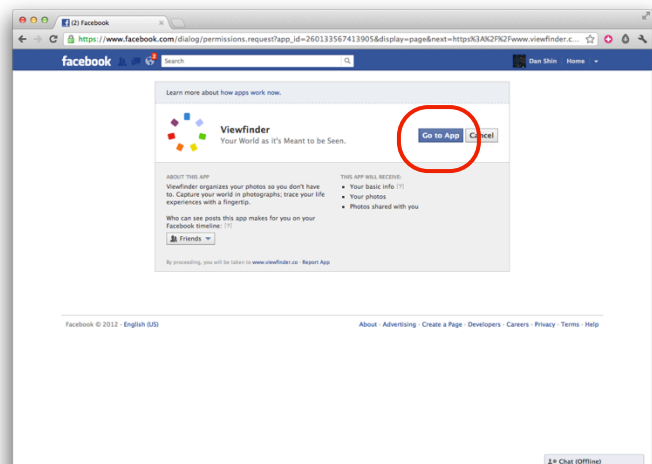 (2) Facebook
https://www.facebook.com/dialog/permissions.request?app_id=260133567413905&display=page&next=https%3A%2F%2Fwww.viewfinder.c...
facebook
2
Search
Dan Shin Home
Learn more about how apps work now.
Viewfinder
Your World as it's Meant to be Seen.
Go to App Cancel
ABOUT THIS APP
Viewfinder organizes your photos so you don't have
to. Capture your world in photographs; trace your life
experiences with a fingertip.
Who can see posts this app makes for you on your
Facebook timeline: [?]
Friends
THIS APP WILL RECEIVE:
Your basic info [?]
Your photos
Photos shared with you
By proceeding, you will be taken to www.viewfinder.co · Report App
Facebook © 2012 · English (US)
About · Advertising · Create a Page · Developers · Careers · Privacy · Terms · Help
Chat (Offline)